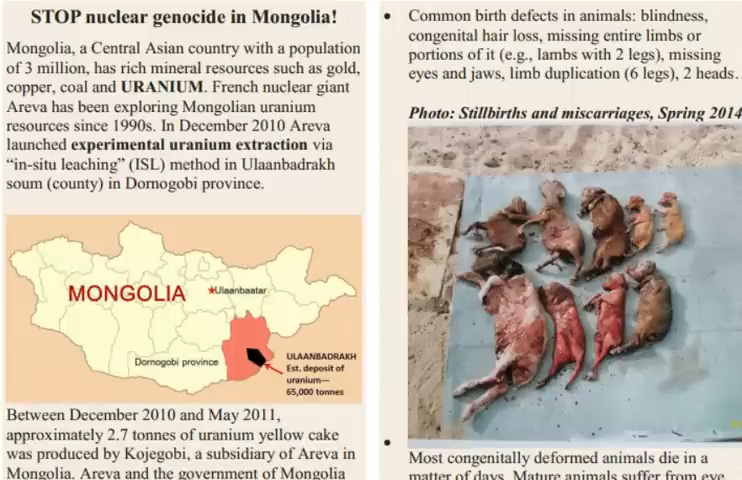 STOP nuclear genocide in Mongolia!
Mongolia, a Central Asian country with a population
of 3 million, has rich mineral resources such as gold,
copper, coal and URANIUM. French nuclear giant
Areva has been exploring Mongolian uranium
resources since 1990s. In December 2010 Areva
launched experimental uranium extraction via
“in-situ leaching” (ISL) method in Ulaanbadrakh
soum (county) in Dornogobi province.
MONGOLIA
Ulaanbaatar
Dornogobi province
ULAANBADRAKH
Est. deposit of
uranium—
65,000 tonnes
Between December 2010 and May 2011,
approximately 2.7 tonnes of uranium yellow cake
was produced by Kojegobi, a subsidiary of Areva in
Mongolia. Areva and the government of Mongolia
• Common birth defects in animals: blindness,
congenital hair loss, missing entire limbs or
portions of it (e.g., lambs with 2 legs), missing
eyes and jaws, limb duplication (6 legs), 2 heads..
Photo: Stillbirths and miscarriages, Spring 2014
• Most congenitally deformed animals die in a
matter of days. Mature animals suffer from eye